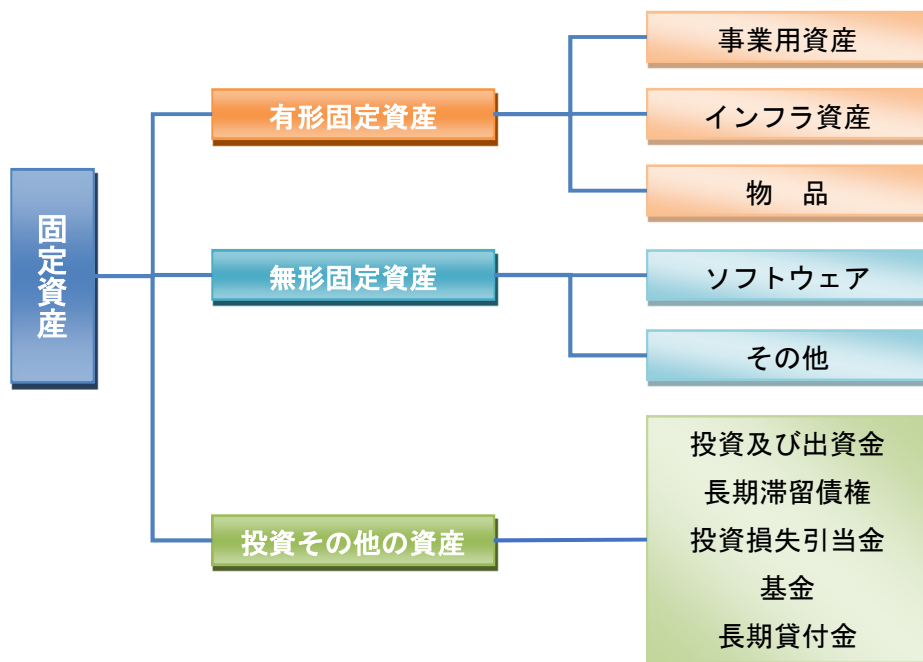 固定資産
有形固定資産
事業用資産
インフラ資産
物　品
無形固定資産
ソフトウェア
その他
投資その他の資産
投資及び出資金
長期滞留債権
投資損失引当金
基金
長期貸付金